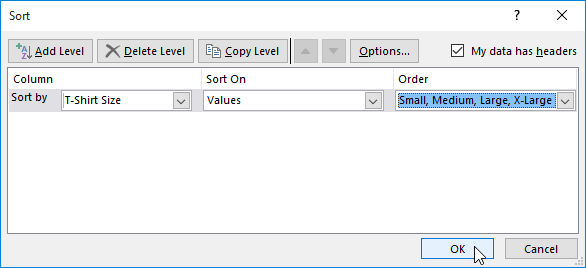 Sort
? X
Add Level Delete Level Copy Level Options... My data has headers
Column Sort On Order
Sort by T-Shirt Size Values Small, Medium, Large, X-Large
OK Cancel